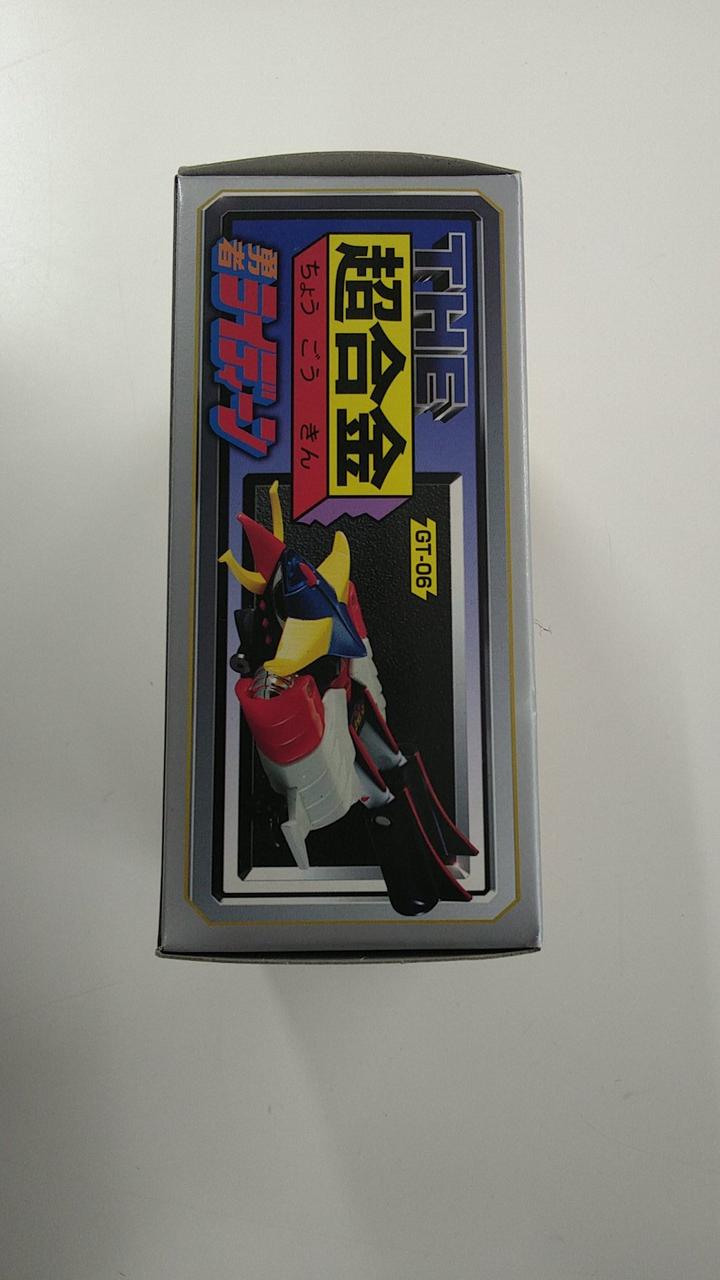 THE
超合金
ちょうごうきん
勇者
ライディーン
GT-06